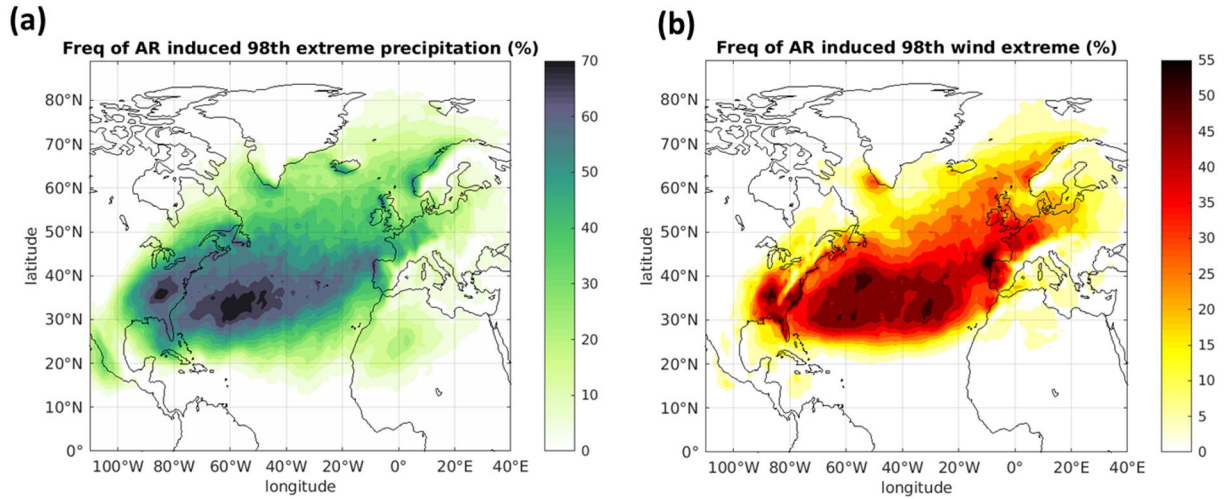 (a)
Freq of AR induced 98th extreme precipitation (%)
80°N
70°N
60°N
50°N
40°N
30°N
20°N
10°N
0°
latitude
100°W 80°W 60°W 40°W 20°W 0° 20°E 40°E
longitude
70
60
50
40
30
20
10
0
(b)
Freq of AR induced 98th wind extreme (%)
80°N
70°N
60°N
50°N
40°N
30°N
20°N
10°N
0°
latitude
100°W 80°W 60°W 40°W 20°W 0° 20°E 40°E
longitude
55
50
45
40
35
30
25
20
15
10
5
0